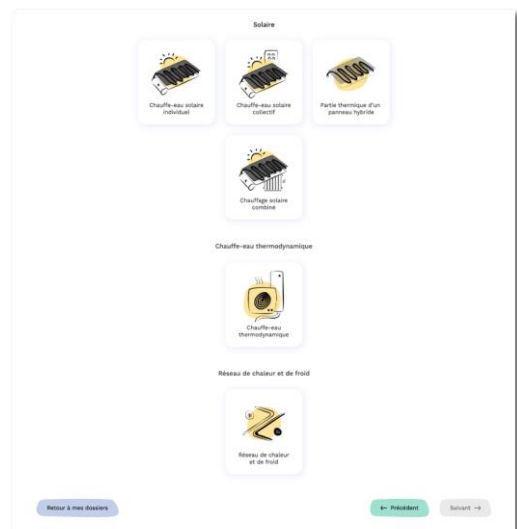 Solaire
Chauffe-eau solaire
individuel
Chauffe-eau solaire
collectif
Partie thermique d'un
panneau hybride
Chauffage solaire
combiné
Chauffe-eau thermodynamique
Chauffe-eau
thermodynamique
Réseau de chaleur et de froid
Réseau de chaleur
et de froid
Retour à mes dossiers
← Précédent
Suivant →